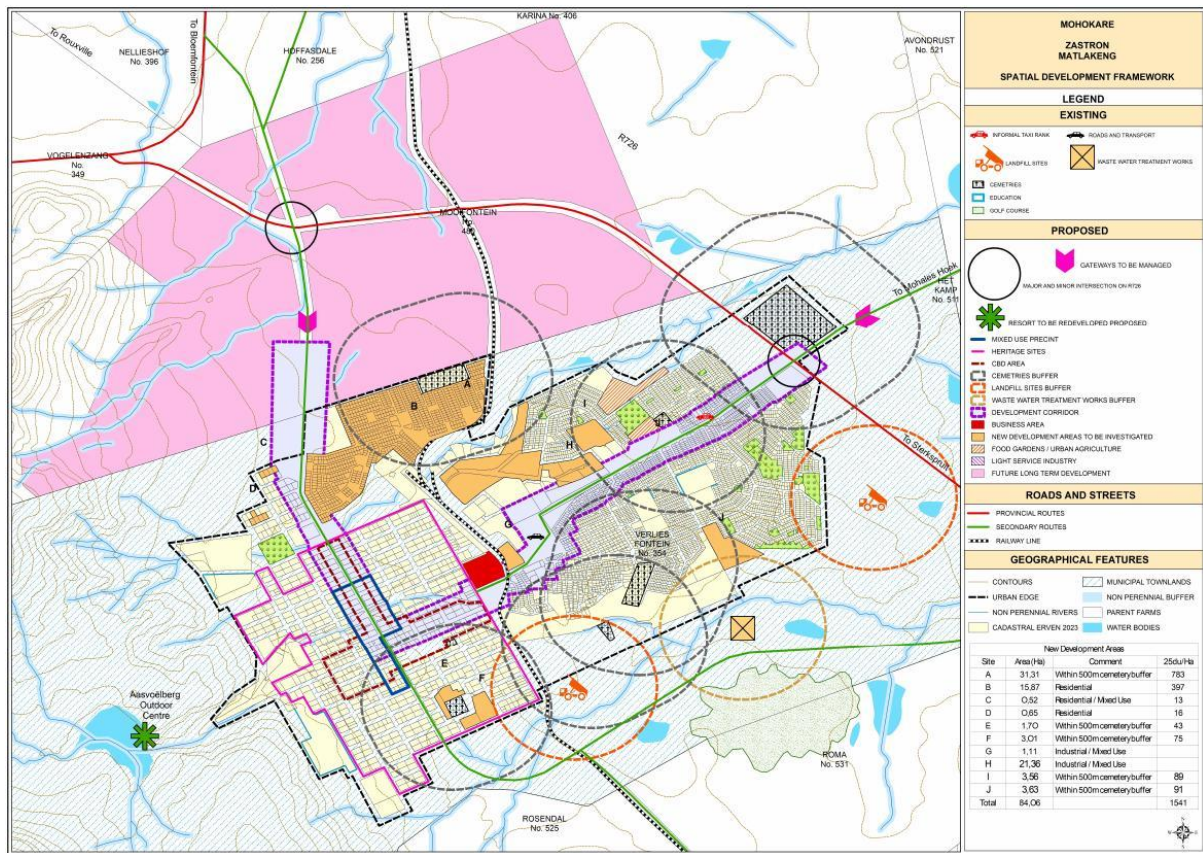 To Rouxville
NELLIESHOF
No. 396
To Bloemfontein
HOFFASDALE
No. 256
KARINA No. 406
AVONDRUST
No. 521
R726
VOGELENZANG
No.
349
MOOIFONTEIN
No.
To Mohales Hoek
HET
KAMP
No. 511
To Sterkspruit
A
B
C
D
E
F
G
H
I
J
VERLIES
FONTEIN
No. 354
Aasvoëlberg
Outdoor
Centre
ROMA
No. 531
ROSENDAL
No. 525
MOHOKARE
ZASTRON
MATLAKENG
SPATIAL DEVELOPMENT FRAMEWORK
LEGEND
EXISTING
INFORMAL TAXI RANK
ROADS AND TRANSPORT
LANDFILL SITES
WASTE WATER TREATMENT WORKS
CEMETRIES
EDUCATION
GOLF COURSE
PROPOSED
GATEWAYS TO BE MANAGED
MAJOR AND MINOR INTERSECTION ON R726
RESORT TO BE REDEVELOPED PROPOSED
MIXED USE PRECINT
HERITAGE SITES
CBD AREA
CEMETRIES BUFFER
LANDFILL SITES BUFFER
WASTE WATER TREATMENT WORKS BUFFER
DEVELOPMENT CORRIDOR
BUSINESS AREA
NEW DEVELOPMENT AREAS TO BE INVESTIGATED
FOOD GARDENS / URBAN AGRICULTURE
LIGHT SERVICE INDUSTRY
FUTURE LONG TERM DEVELOPMENT
ROADS AND STREETS
PROVINCIAL ROUTES
SECONDARY ROUTES
RAILWAY LINE
GEOGRAPHICAL FEATURES
CONTOURS
MUNICIPAL TOWNLANDS
URBAN EDGE
NON PERENNIAL BUFFER
NON PERENNIAL RIVERS
PARENT FARMS
CADASTRAL ERVEN 2023
WATER BODIES
New Development Areas
Site Area (Ha) Comment 25du/Ha
A 31,31 Within 500m cemetery buffer 783
B 15,87 Residential 397
C 0,52 Residential / Mixed Use 13
D 0,65 Residential 16
E 1,70 Within 500m cemetery buffer 43
F 3,01 Within 500m cemetery buffer 75
G 1,11 Industrial / Mixed Use
H 21,36 Industrial / Mixed Use
I 3,56 Within 500m cemetery buffer 89
J 3,63 Within 500m cemetery buffer 91
Total 84,06 1541